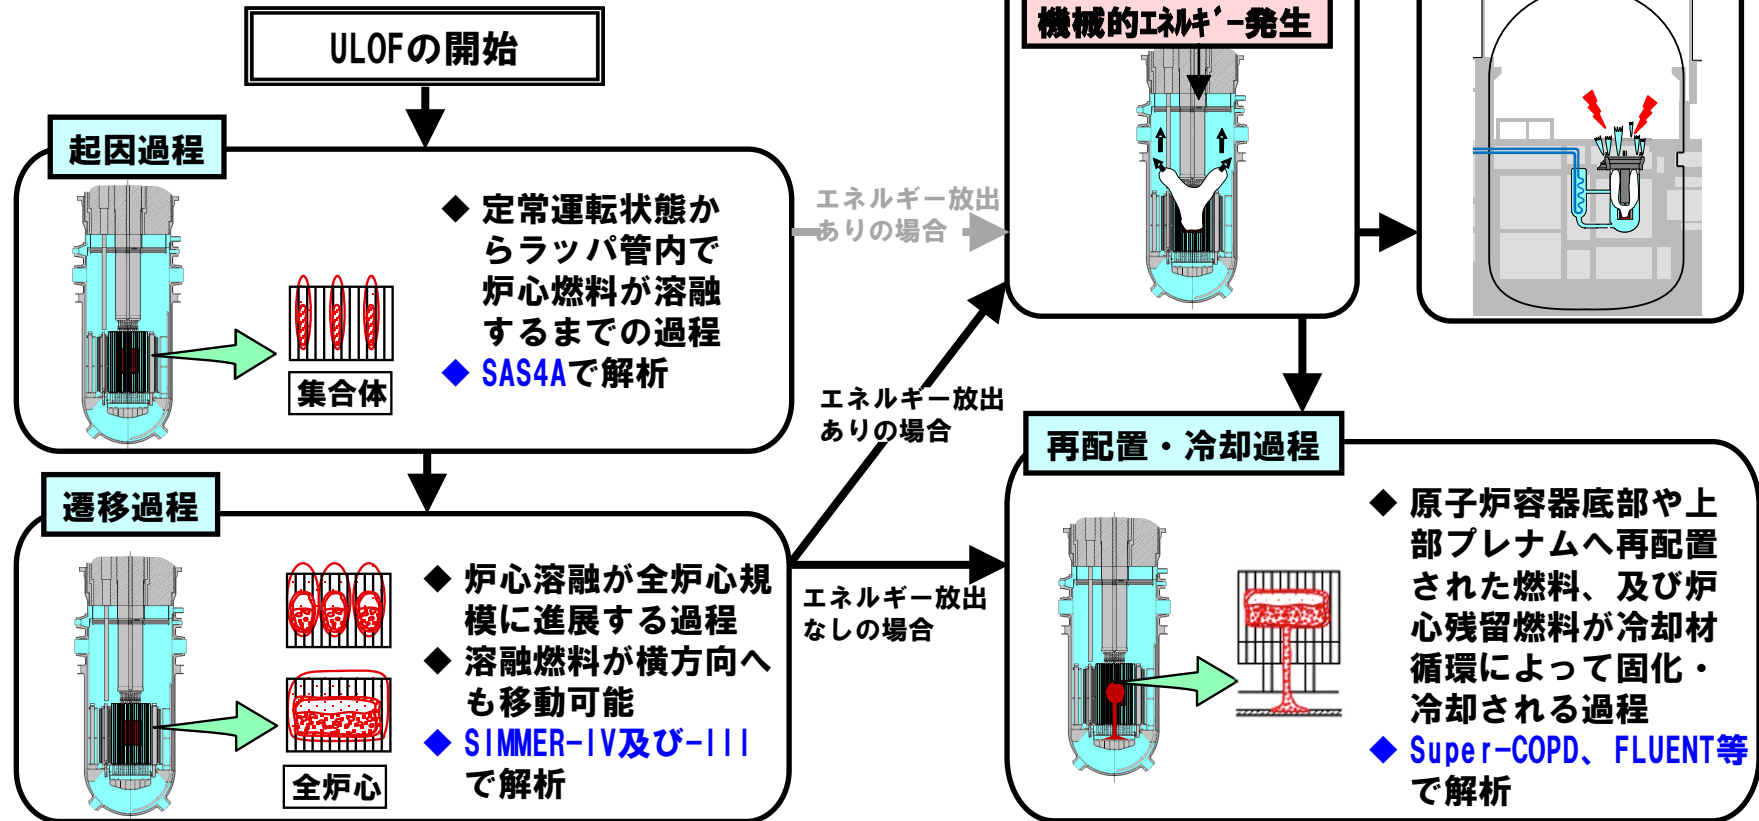 ULOFの開始
起因過程
◆ 定常運転状態か
らラッパ管内で
炉心燃料が溶融
するまでの過程
◆ SAS4Aで解析
集合体
遷移過程
◆ 炉心溶融が全炉心規
模に進展する過程
◆ 溶融燃料が横方向へ
も移動可能
◆ SIMMER-IV及び-III
で解析
全炉心
エネルギー放出
ありの場合
エネルギー放出
ありの場合
エネルギー放出
なしの場合
機械的エネルギー発生
再配置・冷却過程
◆ 原子炉容器底部や上
部プレナムへ再配置
された燃料、及び炉
心残留燃料が冷却材
循環によって固化・
冷却される過程
◆ Super-COPD、FLUENT等
で解析